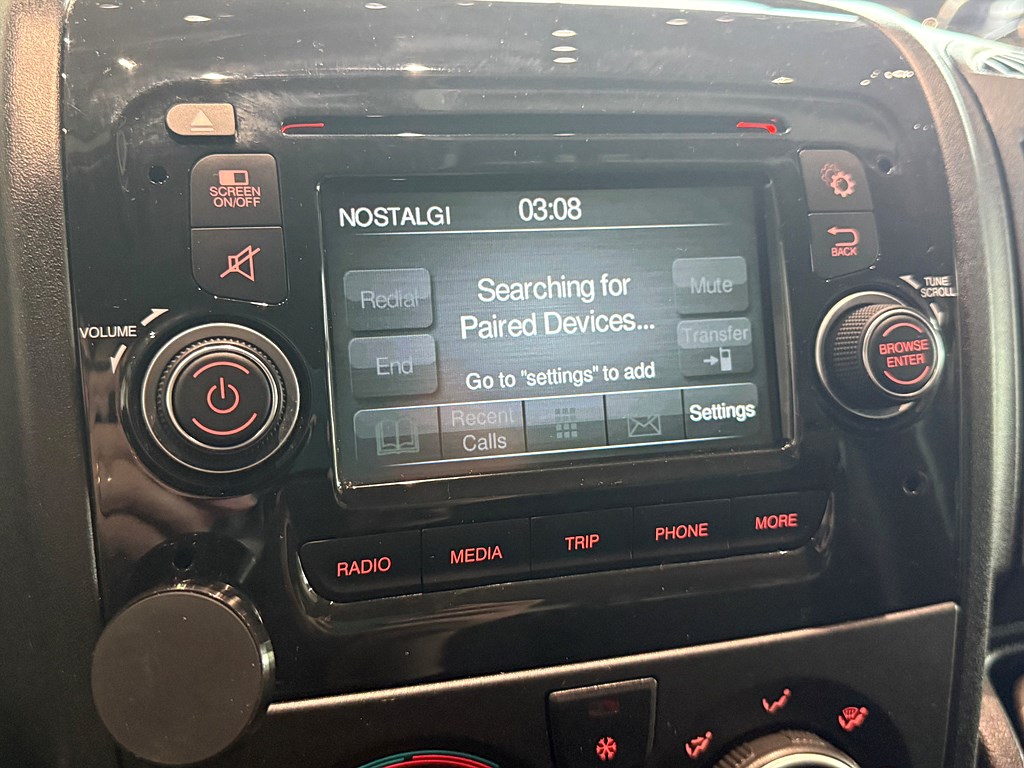 SCREEN
ON/OFF
NOSTALGI
03:08
BACK
Redial
Searching for
Paired Devices...
Mute
Transfer
TUNE
SCROLL
VOLUME
End
Go to "settings" to add
BROWSE
ENTER
Recent
Calls
Settings
RADIO
MEDIA
TRIP
PHONE
MORE